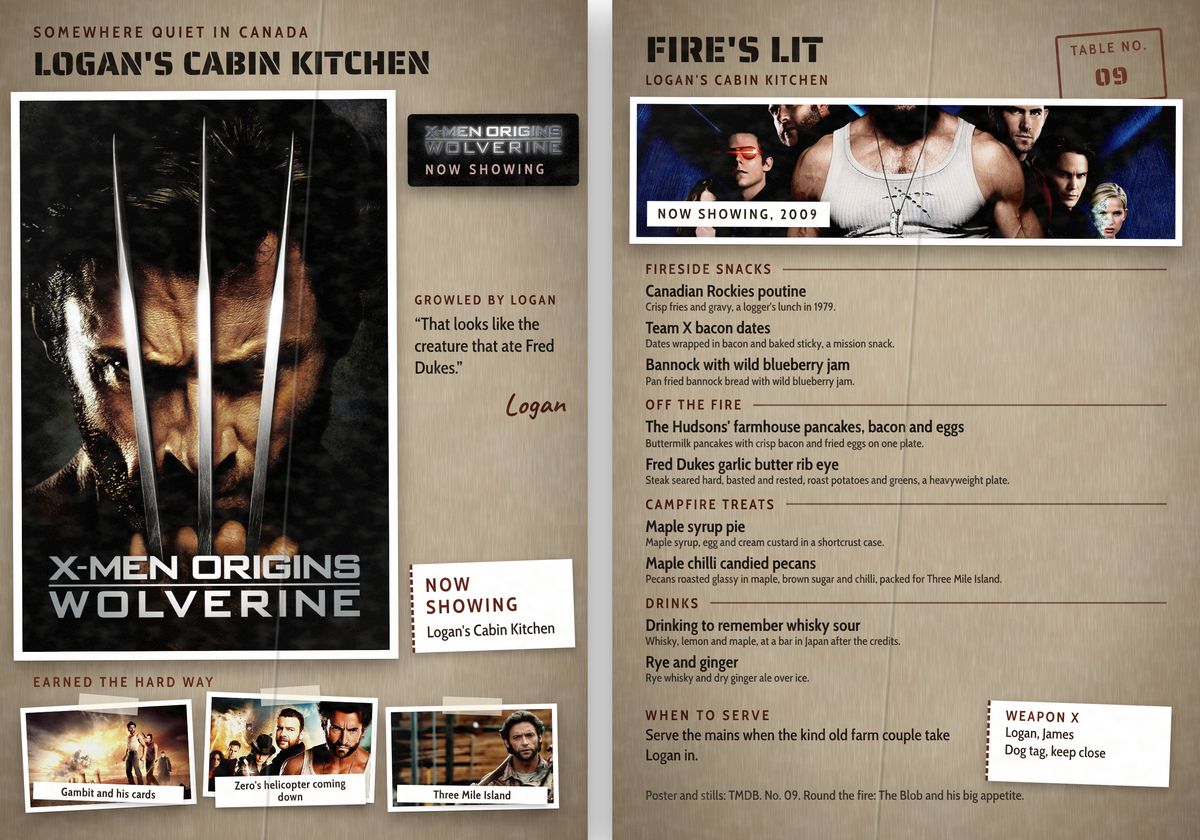 SOMEWHERE QUIET IN CANADA
LOGAN'S CABIN KITCHEN
X-MEN ORIGINS
WOLVERINE
X-MEN ORIGINS
WOLVERINE
NOW SHOWING
GROWLED BY LOGAN
“That looks like the
creature that ate Fred
Dukes.”
Logan
NOW
SHOWING
Logan's Cabin Kitchen
EARNED THE HARD WAY
Gambit and his cards
Zero's helicopter coming
down
Three Mile Island
FIRE'S LIT
LOGAN'S CABIN KITCHEN
TABLE NO.
09
NOW SHOWING, 2009
FIRESIDE SNACKS
Canadian Rockies poutine
Crisp fries and gravy, a logger's lunch in 1979.
Team X bacon dates
Dates wrapped in bacon and baked sticky, a mission snack.
Bannock with wild blueberry jam
Pan fried bannock bread with wild blueberry jam.
OFF THE FIRE
The Hudsons' farmhouse pancakes, bacon and eggs
Buttermilk pancakes with crisp bacon and fried eggs on one plate.
Fred Dukes garlic butter rib eye
Steak seared hard, basted and rested, roast potatoes and greens, a heavyweight plate.
CAMPFIRE TREATS
Maple syrup pie
Maple syrup, egg and cream custard in a shortcrust case.
Maple chilli candied pecans
Pecans roasted glassy in maple, brown sugar and chilli, packed for Three Mile Island.
DRINKS
Drinking to remember whisky sour
Whisky, lemon and maple, at a bar in Japan after the credits.
Rye and ginger
Rye whisky and dry ginger ale over ice.
WHEN TO SERVE
Serve the mains when the kind old farm couple take
Logan in.
WEAPON X
Logan, James
Dog tag, keep close
Poster and stills: TMDB. No. 09. Round the fire: The Blob and his big appetite.